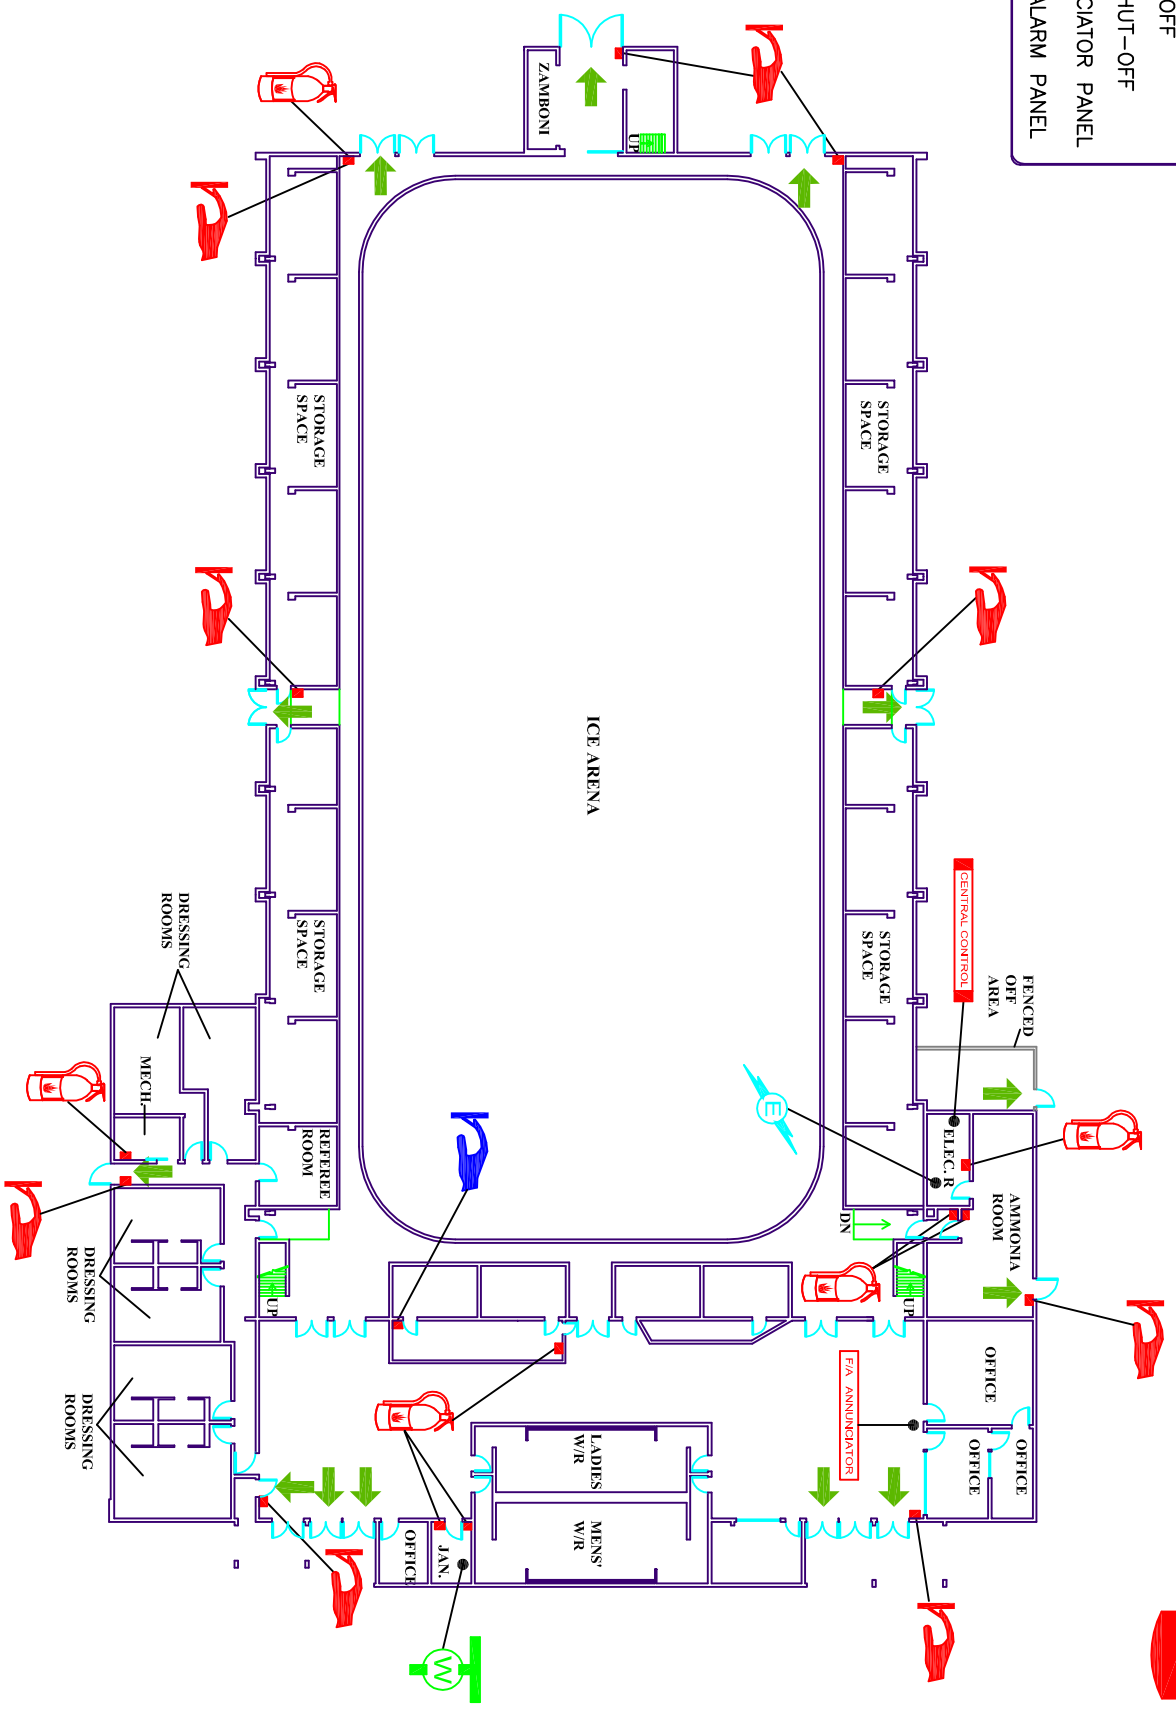 OFF
HUT-OFF
CIATOR PANEL
ALARM PANEL
ZAMBONI
UP
STORAGE
SPACE
STORAGE
SPACE
ICE ARENA
STORAGE
SPACE
STORAGE
SPACE
CENTRAL CONTROL
FENCED
OFF
AREA
DRESSING
ROOMS
MECH.
REFEREE
ROOM
E
ELEC. R
AMMONIA
ROOM
DN
UP
UP
DRESSING
ROOMS
DRESSING
ROOMS
F/A ANNUNCIATOR
OFFICE
OFFICE
OFFICE
LADIES
W/R
MENS'
W/R
JAN.
OFFICE
W